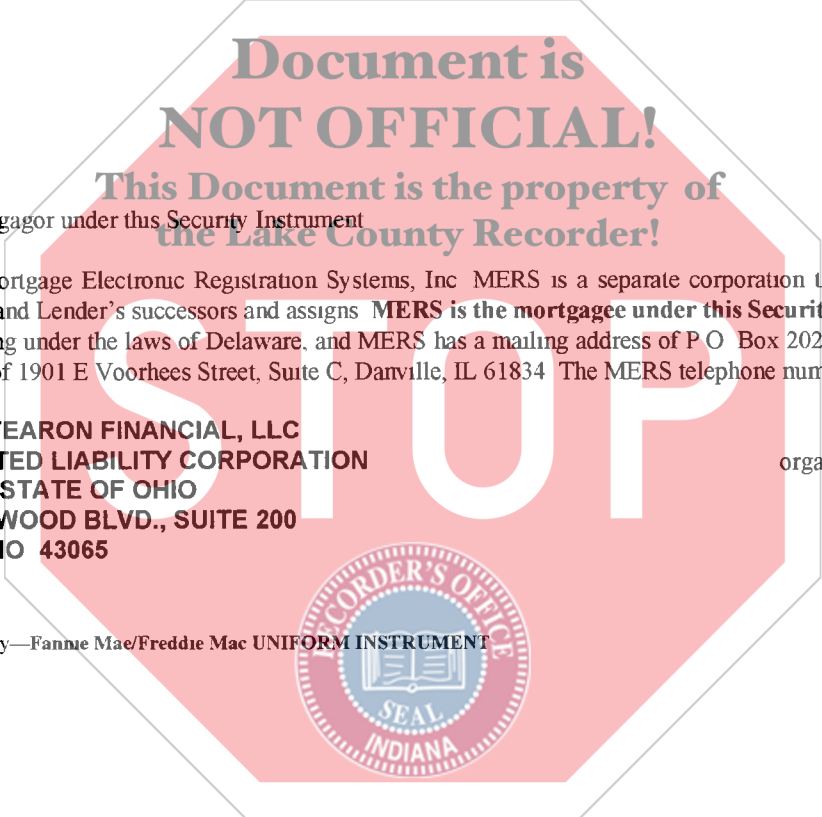 Document is
NOT OFFICIAL!
This Document is the property of
the Lake County Recorder!
gagor under this Security Instrument
ortgage Electronic Registration Systems, Inc MERS is a separate corporation t
and Lender's successors and assigns MERS is the mortgagee under this Securit
ng under the laws of Delaware, and MERS has a mailing address of P O Box 202
of 1901 E Voorhees Street, Suite C, Danville, IL 61834 The MERS telephone num
STOP
EARON FINANCIAL, LLC
TED LIABILITY CORPORATION orga
STATE OF OHIO
WOOD BLVD., SUITE 200
IO 43065
y—Fannie Mae/Freddie Mac UNIFORM INSTRUMENT
RECORDER'S OFFICE
SEAL
INDIANA